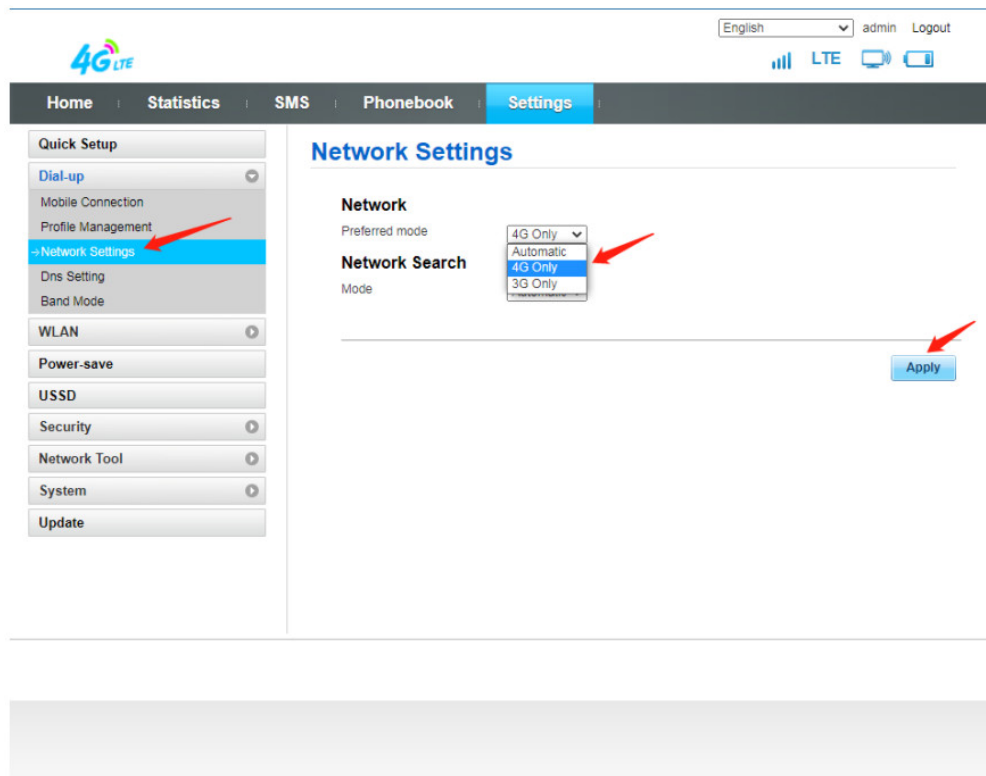 English admin Logout
4G LTE
LTE
Home Statistics SMS Phonebook Settings
Quick Setup
Dial-up
Mobile Connection
Profile Management
→Network Settings
Dns Setting
Band Mode
WLAN
Power-save
USSD
Security
Network Tool
System
Update
Network Settings
Network
Preferred mode 4G Only
Automatic
4G Only
3G Only
Network Search
Mode
Apply